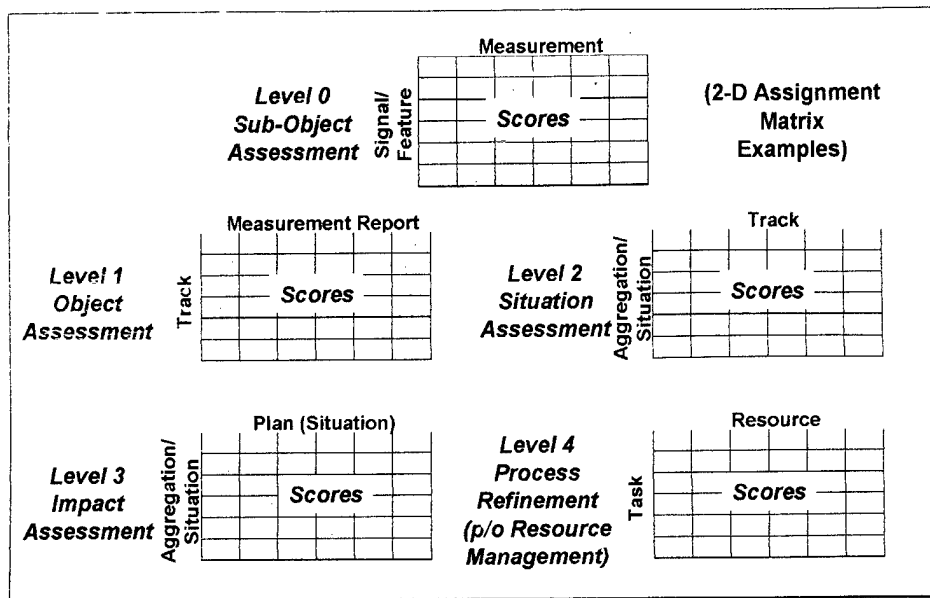 Measurement
Level 0
Sub-Object
Assessment
Signal/
Feature
Scores
(2-D Assignment
Matrix
Examples)
Measurement Report
Level 1
Object
Assessment
Track
Scores
Track
Level 2
Situation
Assessment
Aggregation/
Situation
Scores
Plan (Situation)
Level 3
Impact
Assessment
Aggregation/
Situation
Scores
Resource
Level 4
Process
Refinement
(p/o Resource
Management)
Task
Scores